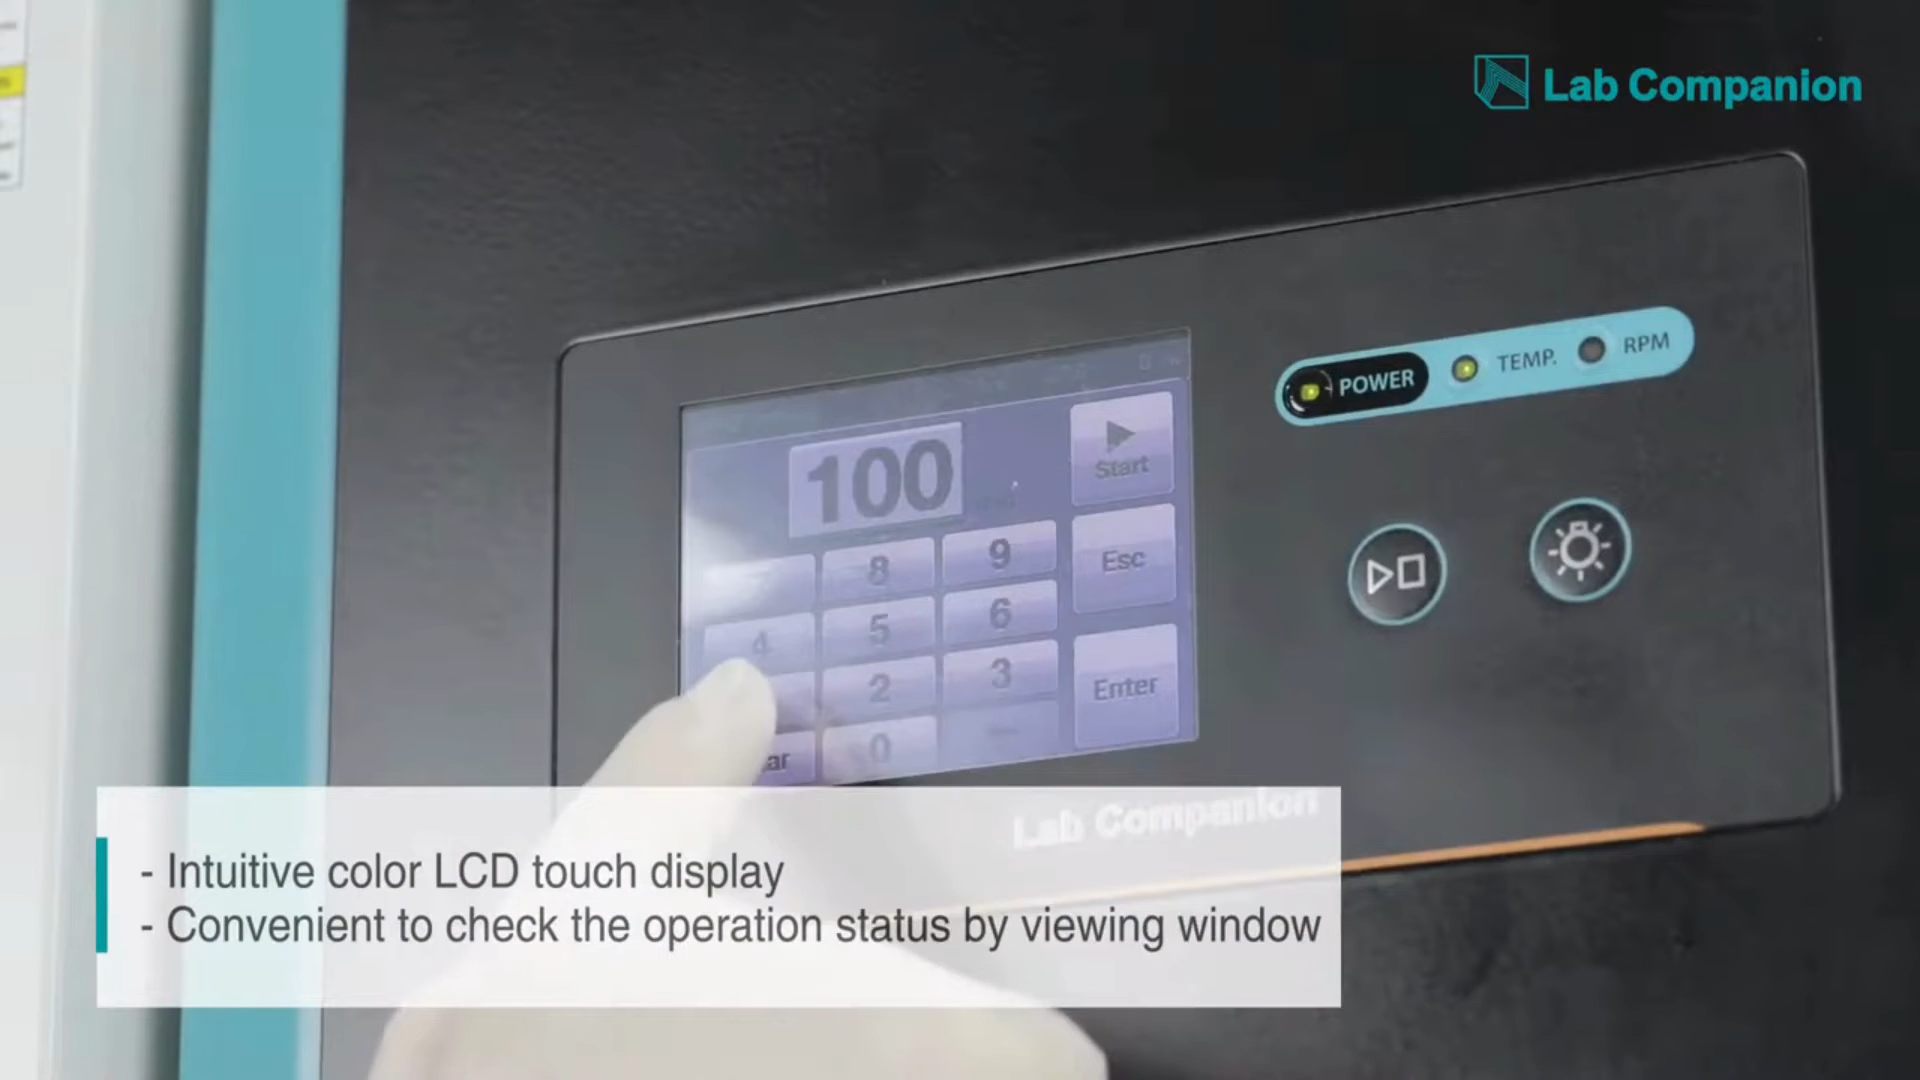 Lab Companion
POWER TEMP. RPM
100
Start
8 9 Esc
4 5 6
2 3 Enter
ar 0
Lab Companion
- Intuitive color LCD touch display
- Convenient to check the operation status by viewing window